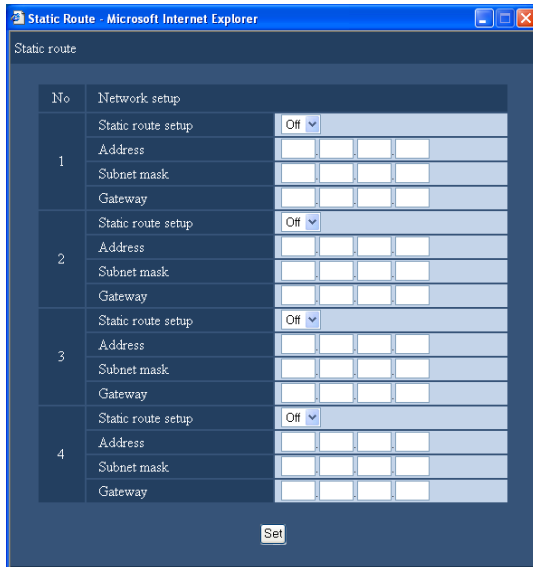 Static Route - Microsoft Internet Explorer
Static route
No Network setup
1
Static route setup Off
Address . . .
Subnet mask . . .
Gateway . . .
2
Static route setup Off
Address . . .
Subnet mask . . .
Gateway . . .
3
Static route setup Off
Address . . .
Subnet mask . . .
Gateway . . .
4
Static route setup Off
Address . . .
Subnet mask . . .
Gateway . . .
Set